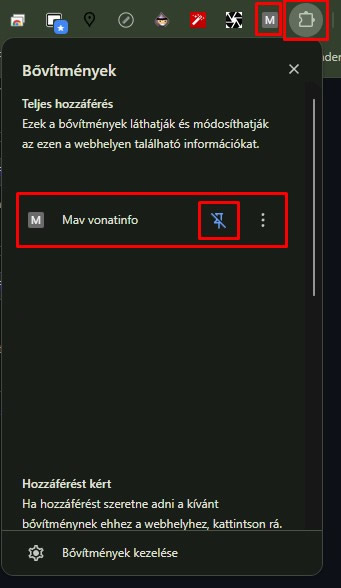 M
nder
Bővítmények
Teljes hozzáférés
Ezek a bővítmények láthatják és módosíthatják
az ezen a webhelyen található információkat.
M Mav vonatinfo
Hozzáférést kért
Ha hozzáférést szeretne adni a kívánt
bővítménynek ehhez a webhelyhez, kattintson rá.
Bővítmények kezelése